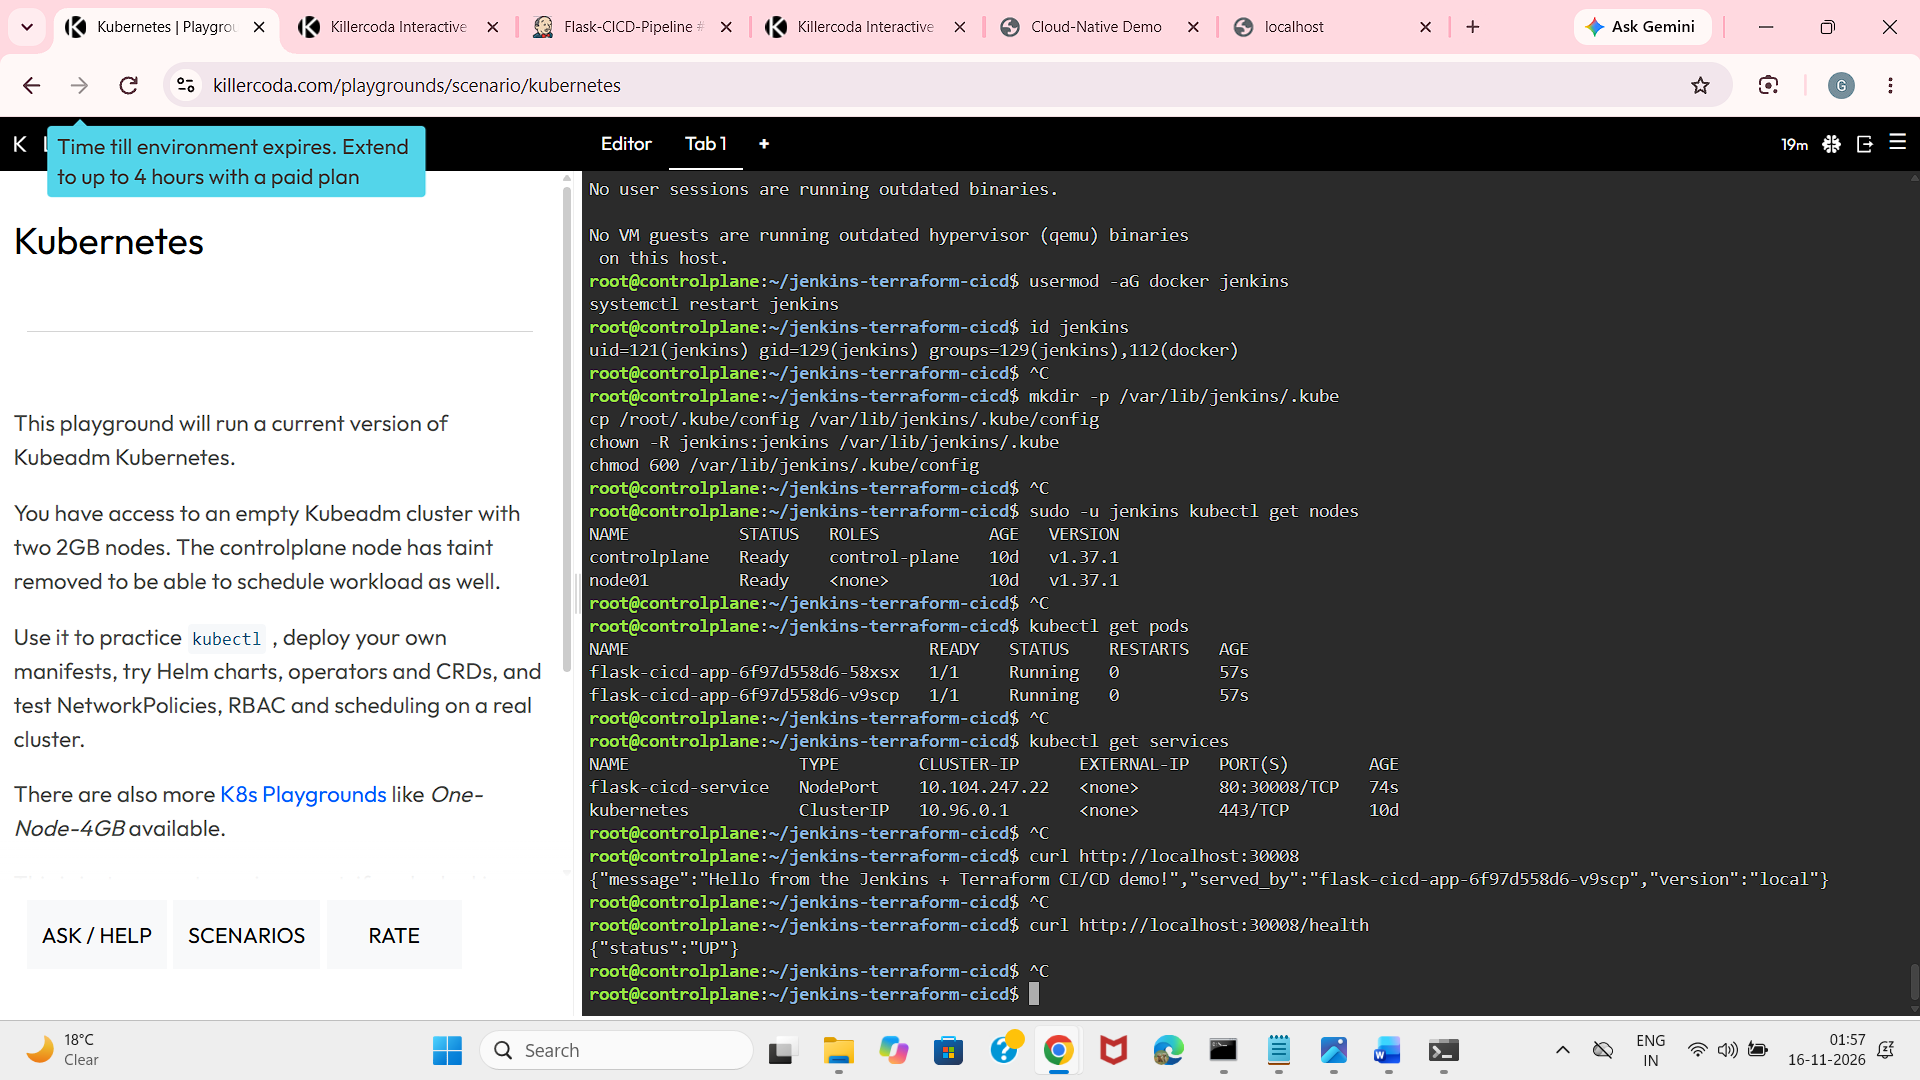 Kubernetes | Playgrou
Killercoda Interactive
Flask-CICD-Pipeline #
Killercoda Interactive
Cloud-Native Demo
localhost
Ask Gemini
killercoda.com/playgrounds/scenario/kubernetes
G
K
Time till environment expires. Extend
to up to 4 hours with a paid plan
Editor
Tab 1
+
19m
Kubernetes
This playground will run a current version of
Kubeadm Kubernetes.
You have access to an empty Kubeadm cluster with
two 2GB nodes. The controlplane node has taint
removed to be able to schedule workload as well.
Use it to practice kubectl , deploy your own
manifests, try Helm charts, operators and CRDs, and
test NetworkPolicies, RBAC and scheduling on a real
cluster.
There are also more K8s Playgrounds like One-
Node-4GB available.
ASK / HELP
SCENARIOS
RATE
No user sessions are running outdated binaries.
No VM guests are running outdated hypervisor (qemu) binaries
on this host.
root@controlplane:~/jenkins-terraform-cicd$ usermod -aG docker jenkins
systemctl restart jenkins
root@controlplane:~/jenkins-terraform-cicd$ id jenkins
uid=121(jenkins) gid=129(jenkins) groups=129(jenkins),112(docker)
root@controlplane:~/jenkins-terraform-cicd$ ^C
root@controlplane:~/jenkins-terraform-cicd$ mkdir -p /var/lib/jenkins/.kube
cp /root/.kube/config /var/lib/jenkins/.kube/config
chown -R jenkins:jenkins /var/lib/jenkins/.kube
chmod 600 /var/lib/jenkins/.kube/config
root@controlplane:~/jenkins-terraform-cicd$ ^C
root@controlplane:~/jenkins-terraform-cicd$ sudo -u jenkins kubectl get nodes
NAME STATUS ROLES AGE VERSION
controlplane Ready control-plane 10d v1.37.1
node01 Ready <none> 10d v1.37.1
root@controlplane:~/jenkins-terraform-cicd$ ^C
root@controlplane:~/jenkins-terraform-cicd$ kubectl get pods
NAME READY STATUS RESTARTS AGE
flask-cicd-app-6f97d558d6-58xsx 1/1 Running 0 57s
flask-cicd-app-6f97d558d6-v9scp 1/1 Running 0 57s
root@controlplane:~/jenkins-terraform-cicd$ ^C
root@controlplane:~/jenkins-terraform-cicd$ kubectl get services
NAME TYPE CLUSTER-IP EXTERNAL-IP PORT(S) AGE
flask-cicd-service NodePort 10.104.247.22 <none> 80:30008/TCP 74s
kubernetes ClusterIP 10.96.0.1 <none> 443/TCP 10d
root@controlplane:~/jenkins-terraform-cicd$ ^C
root@controlplane:~/jenkins-terraform-cicd$ curl http://localhost:30008
{"message":"Hello from the Jenkins + Terraform CI/CD demo!","served_by":"flask-cicd-app-6f97d558d6-v9scp","version":"local"}
root@controlplane:~/jenkins-terraform-cicd$ ^C
root@controlplane:~/jenkins-terraform-cicd$ curl http://localhost:30008/health
{"status":"UP"}
root@controlplane:~/jenkins-terraform-cicd$ ^C
root@controlplane:~/jenkins-terraform-cicd$
18°C
Clear
Search
ENG
IN
01:57
16-11-2026